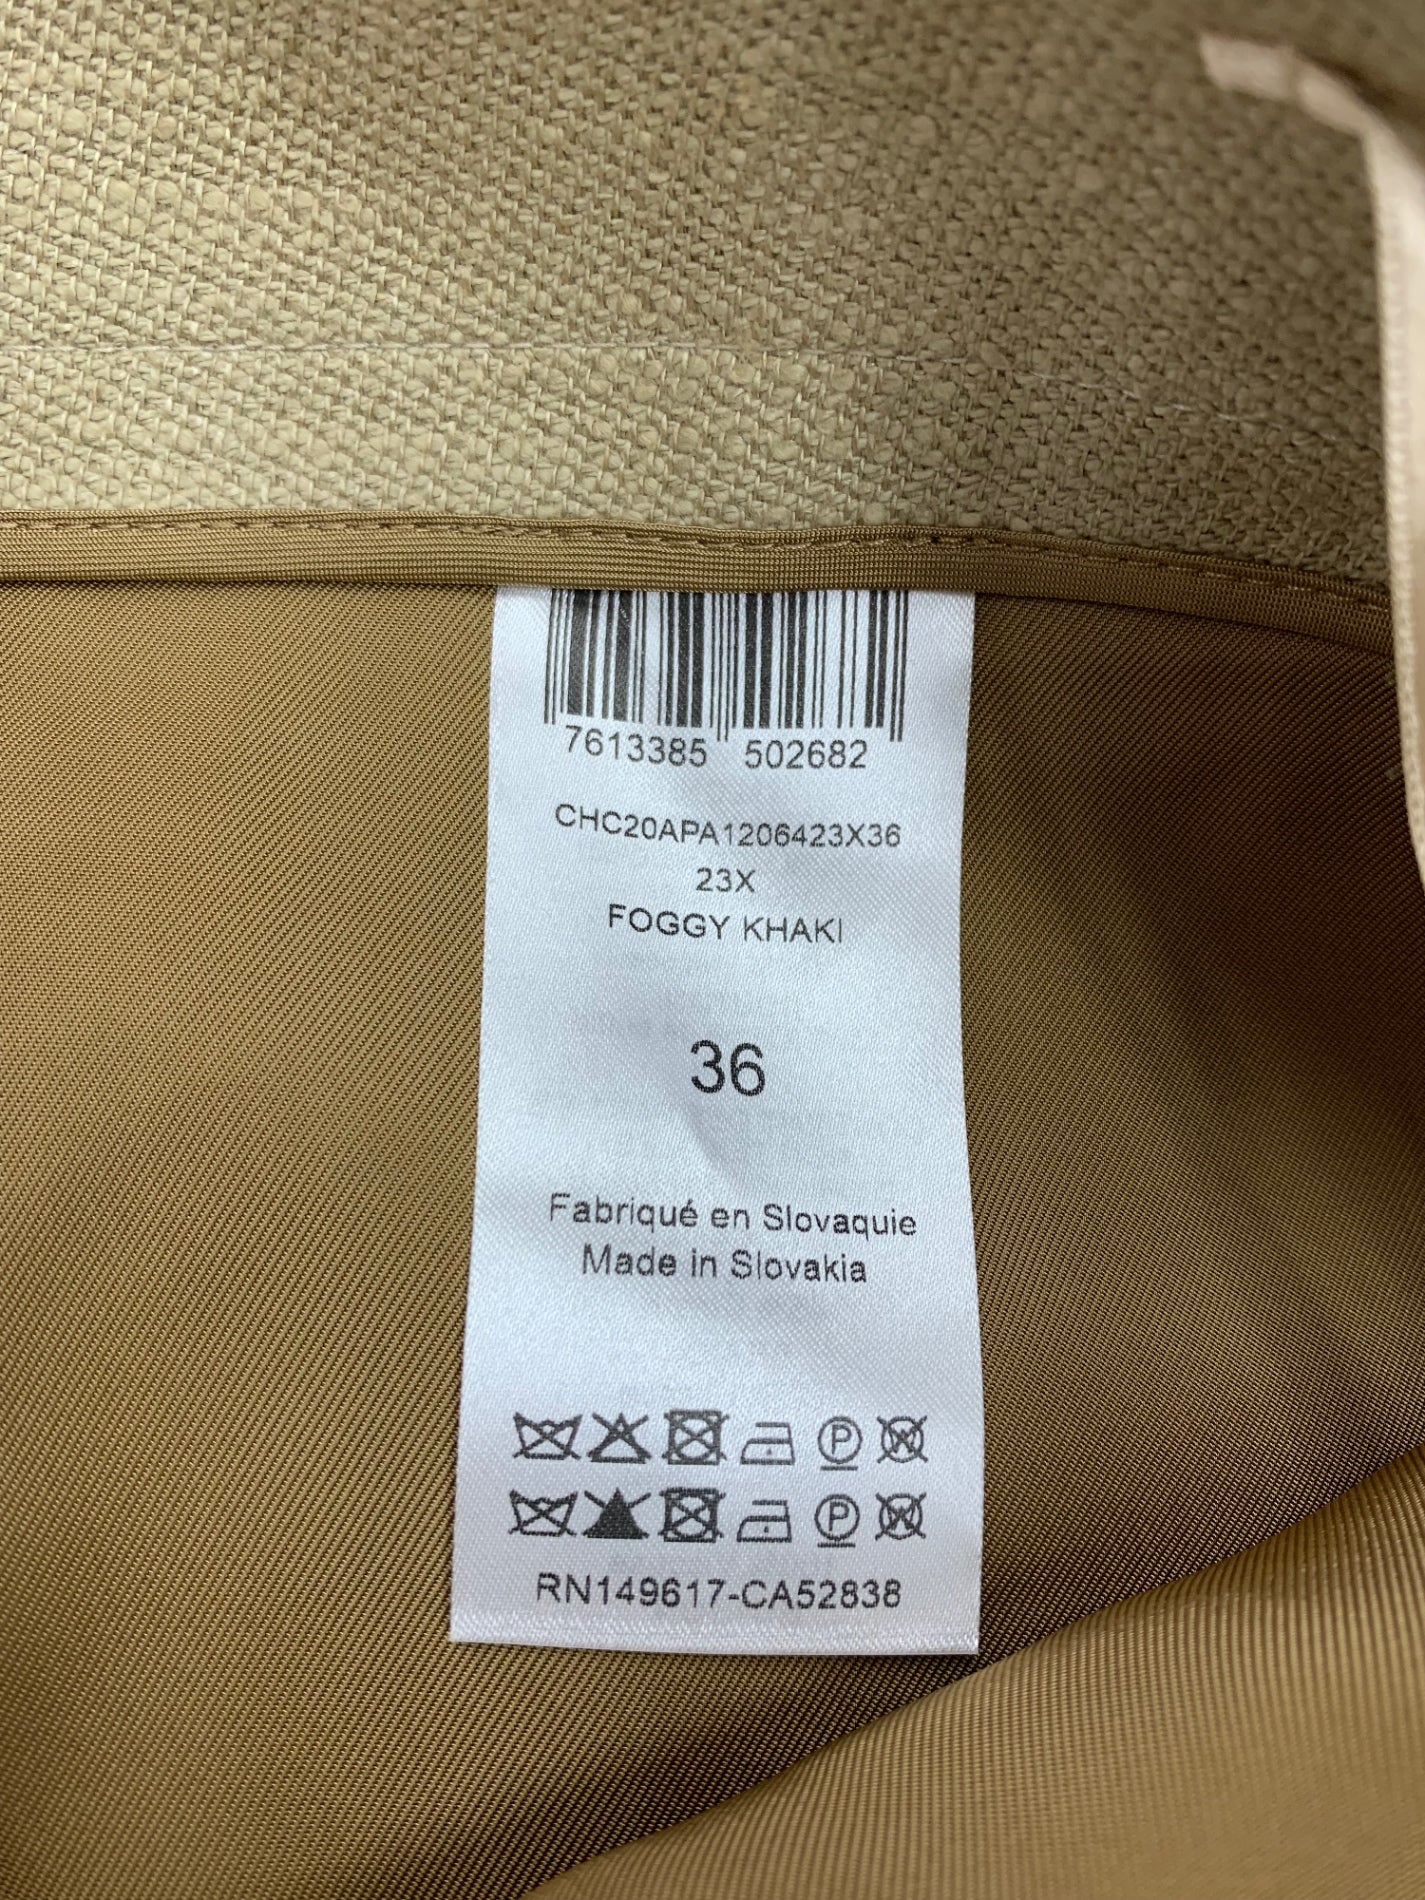 7613385 502682
CHC20APA1206423X36
23X
FOGGY KHAKI
36
Fabriqué en Slovaquie
Made in Slovakia
P W
P W
RN149617-CA52838